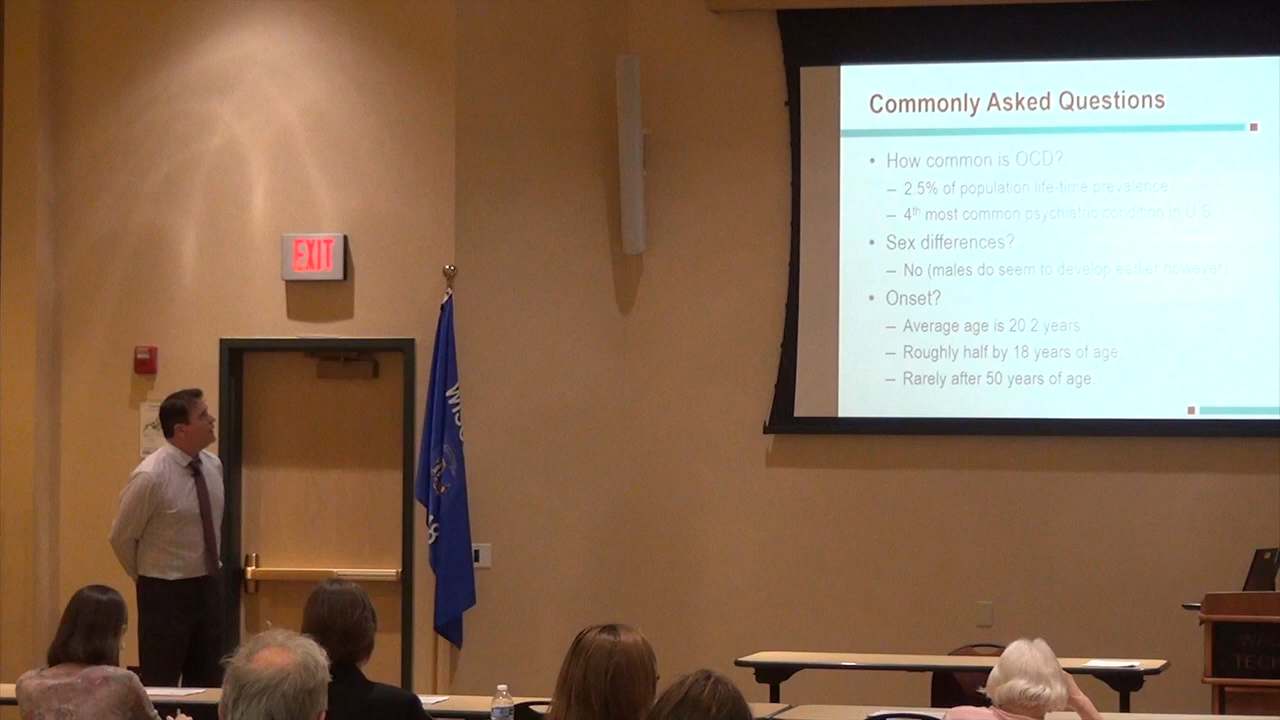 Commonly Asked Questions
• How common is OCD?
– 2.5% of population life-time prevalence
– 4th most common psychiatric condition in U.S.
• Sex differences?
– No (males do seem to develop earlier however)
• Onset?
– Average age is 20.2 years
– Roughly half by 18 years of age.
– Rarely after 50 years of age.
EXIT
WISC
TECH